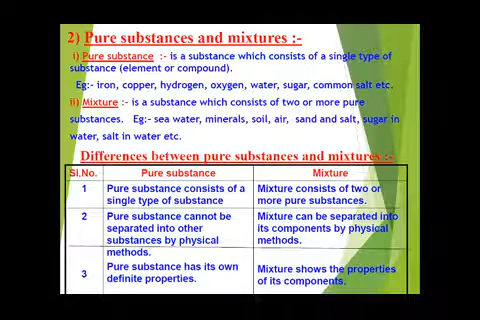 2) Pure substances and mixtures :-
i) Pure substance :- is a substance which consists of a single type of
substance (element or compound).
Eg:- iron, copper, hydrogen, oxygen, water, sugar, common salt etc.
ii) Mixture :- is a substance which consists of two or more pure
substances. Eg:- sea water, minerals, soil, air, sand and salt, sugar in
water, salt in water etc.
Differences between pure substances and mixtures :-
Sl.No. Pure substance Mixture
1 Pure substance consists of a Mixture consists of two or
single type of substance more pure substances.
2 Pure substance cannot be Mixture can be separated into
separated into other its components by physical
substances by physical methods.
methods.
3 Pure substance has its own Mixture shows the properties
definite properties. of its components.